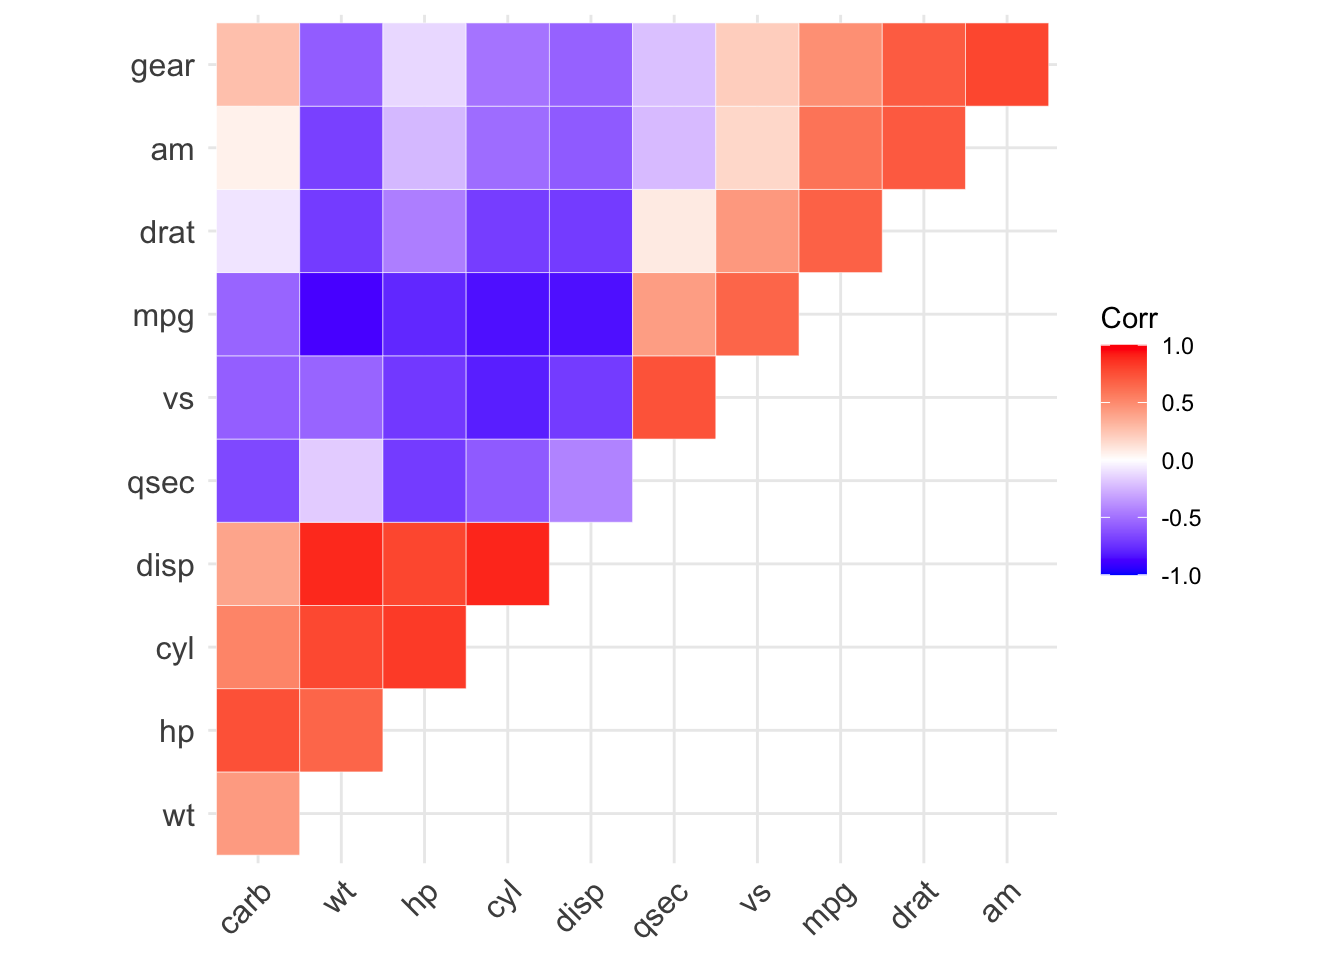 gear
am
drat
mpg
vs
qsec
disp
cyl
hp
wt
carb
wt
hp
cyl
disp
qsec
vs
mpg
drat
am
Corr
1.0
0.5
0.0
-0.5
-1.0